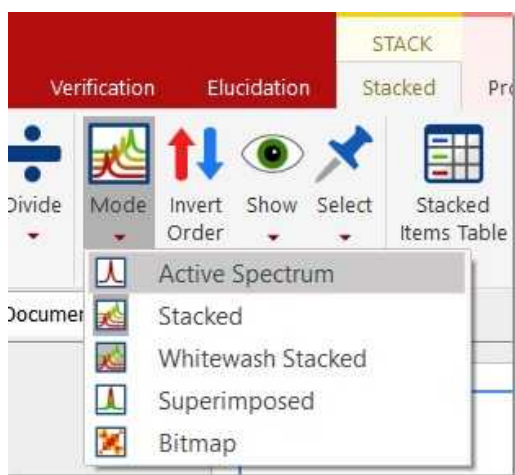 STACK
Verification Elucidation Stacked
Divide Mode Invert Order Show Select Stacked Items Table
Active Spectrum
Stacked
Whitewash Stacked
Superimposed
Bitmap